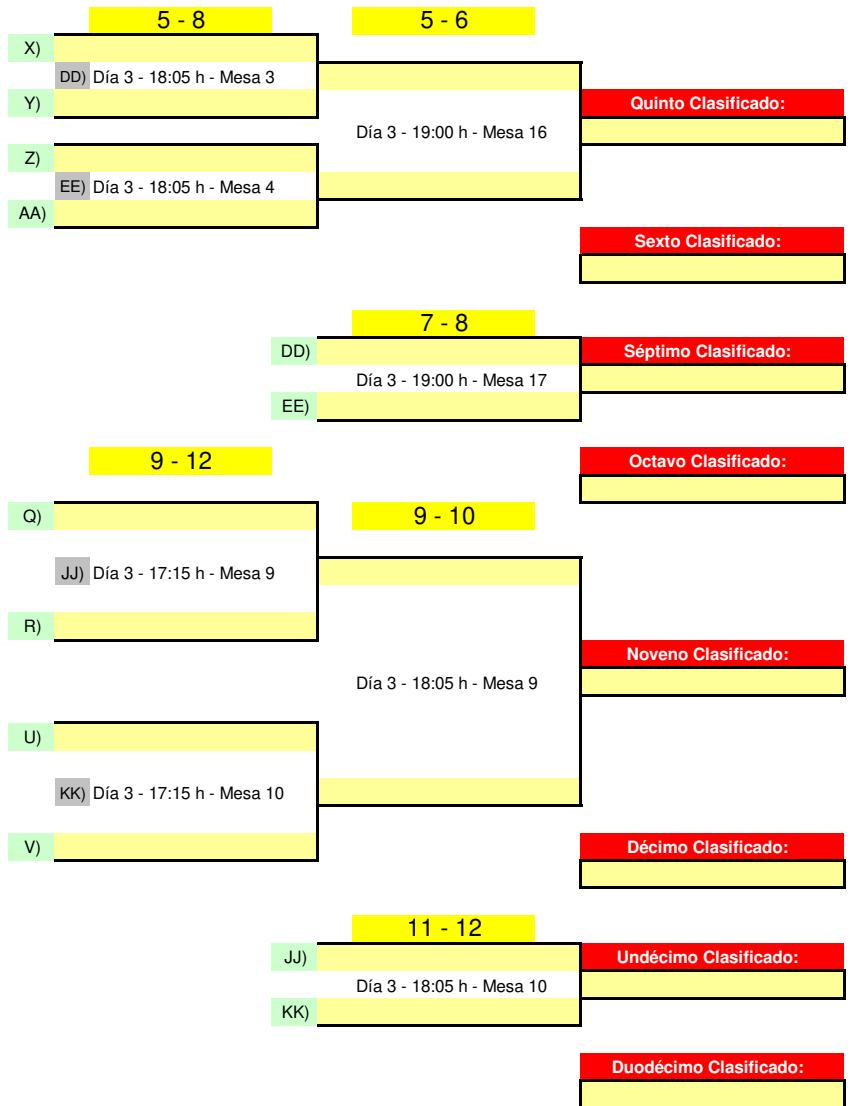 5 - 8
5 - 6
X)
DD) Día 3 - 18:05 h - Mesa 3
Y)
Quinto Clasificado:
Día 3 - 19:00 h - Mesa 16
Z)
EE) Día 3 - 18:05 h - Mesa 4
AA)
Sexto Clasificado:
7 - 8
DD)
Séptimo Clasificado:
Día 3 - 19:00 h - Mesa 17
EE)
9 - 12
Octavo Clasificado:
Q)
9 - 10
JJ) Día 3 - 17:15 h - Mesa 9
R)
Noveno Clasificado:
Día 3 - 18:05 h - Mesa 9
U)
KK) Día 3 - 17:15 h - Mesa 10
V)
Décimo Clasificado:
11 - 12
JJ)
Undécimo Clasificado:
Día 3 - 18:05 h - Mesa 10
KK)
Duodécimo Clasificado: